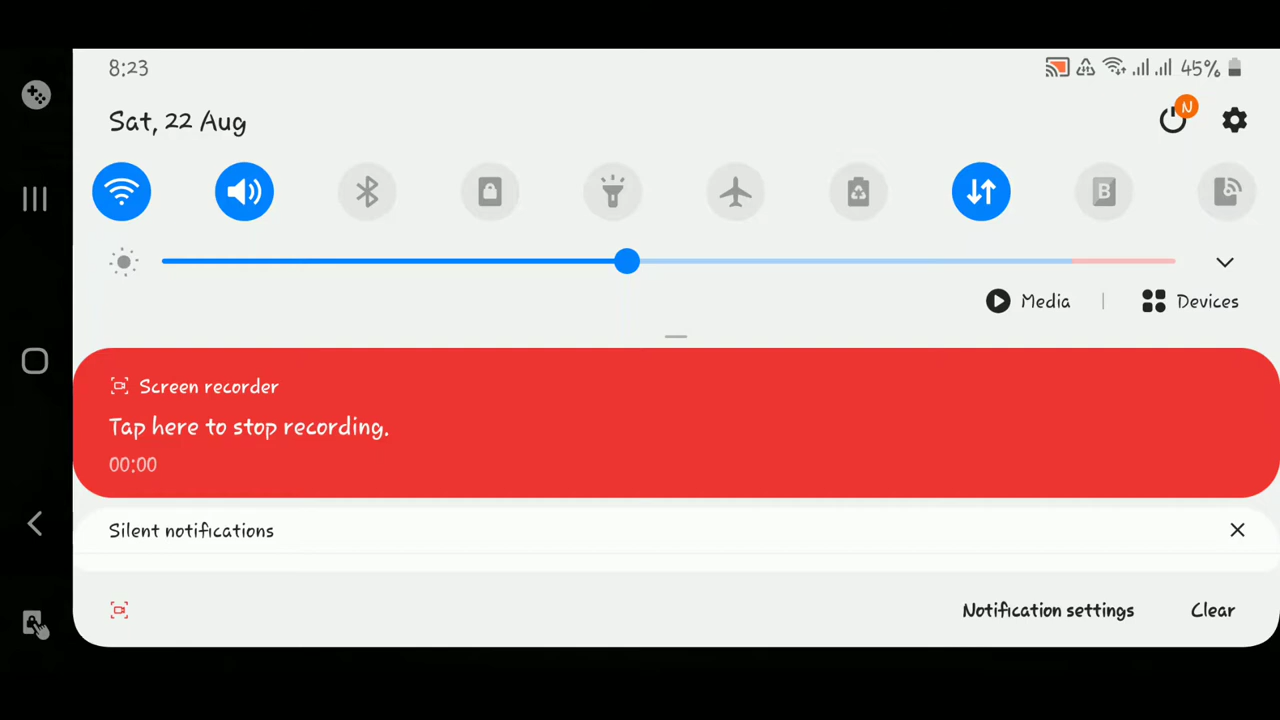 8:23
45%
Sat, 22 Aug
N
B
Media
Devices
Screen recorder
Tap here to stop recording.
00:00
Silent notifications
Notification settings
Clear